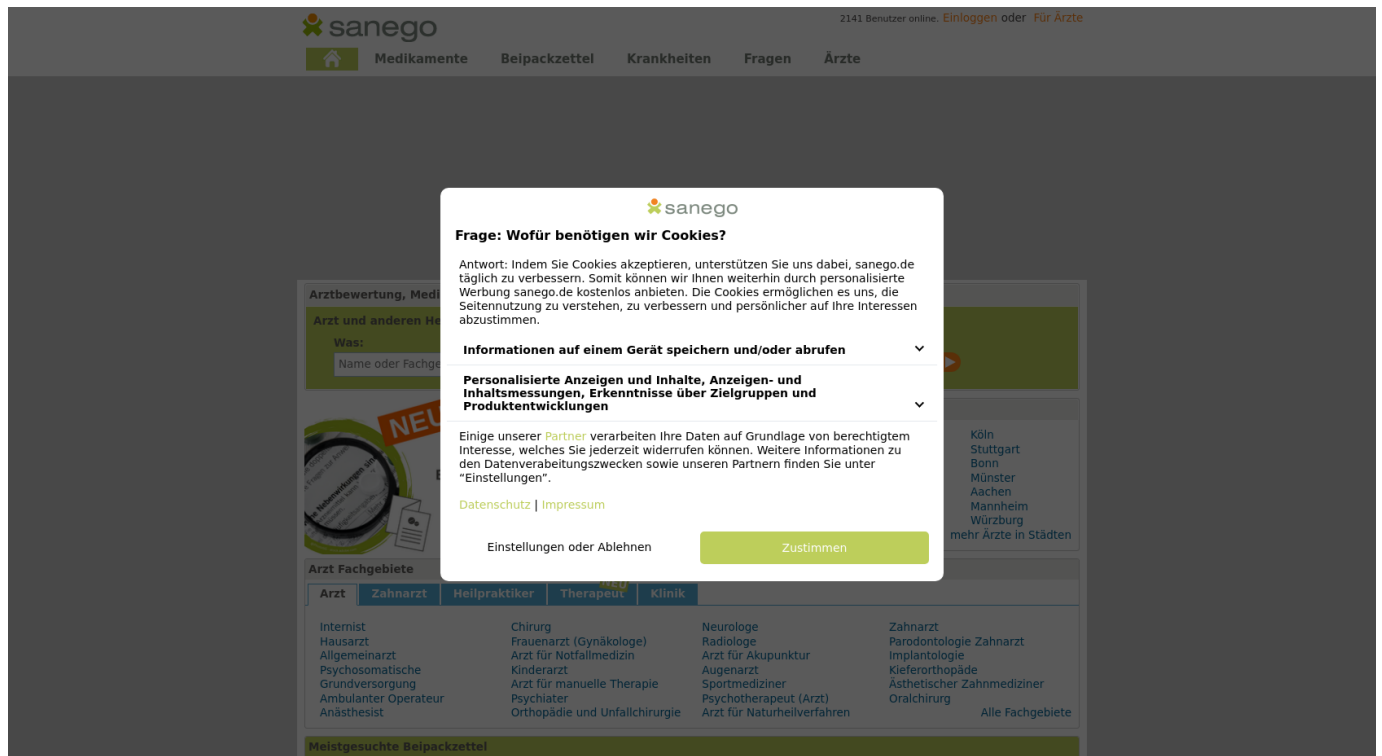 sanego
2141 Benutzer online. Einloggen oder Für Ärzte
Medikamente Beipackzettel Krankheiten Fragen Ärzte
sanego
Frage: Wofür benötigen wir Cookies?
Antwort: Indem Sie Cookies akzeptieren, unterstützen Sie uns dabei, sanego.de
täglich zu verbessern. Somit können wir Ihnen weiterhin durch personalisierte
Werbung sanego.de kostenlos anbieten. Die Cookies ermöglichen es uns, die
Seitennutzung zu verstehen, zu verbessern und persönlicher auf Ihre Interessen
abzustimmen.
Informationen auf einem Gerät speichern und/oder abrufen
Personalisierte Anzeigen und Inhalte, Anzeigen- und
Inhaltsmessungen, Erkenntnisse über Zielgruppen und
Produktentwicklungen
Einige unserer Partner verarbeiten Ihre Daten auf Grundlage von berechtigtem
Interesse, welches Sie jederzeit widerrufen können. Weitere Informationen zu
den Datenverabeitungszwecken sowie unseren Partnern finden Sie unter
“Einstellungen”.
Datenschutz | Impressum
Einstellungen oder Ablehnen Zustimmen
Arztbewertung,
Arzt und anderen
Was:
Name oder
NEU
Köln
Stuttgart
Bonn
Münster
Aachen
Mannheim
Würzburg
mehr Ärzte in Städten
Arzt Fachgebiete
Arzt Zahnarzt Heilpraktiker Therapeut Klinik
Internist Chirurg Neurologe Zahnarzt
Hausarzt Frauenarzt (Gynäkologe) Radiologe Parodontologie Zahnarzt
Allgemeinarzt Arzt für Notfallmedizin Arzt für Akupunktur Implantologie
Psychosomatische Kinderarzt Augenarzt Kieferorthopäde
Grundversorgung Arzt für manuelle Therapie Sportmediziner Ästhetischer Zahnmediziner
Ambulanter Operateur Psychiater Psychotherapeut (Arzt) Oralchirurg
Anästhesist Orthopädie und Unfallchirurgie Arzt für Naturheilverfahren Alle Fachgebiete
Meistgesuchte Beipackzettel